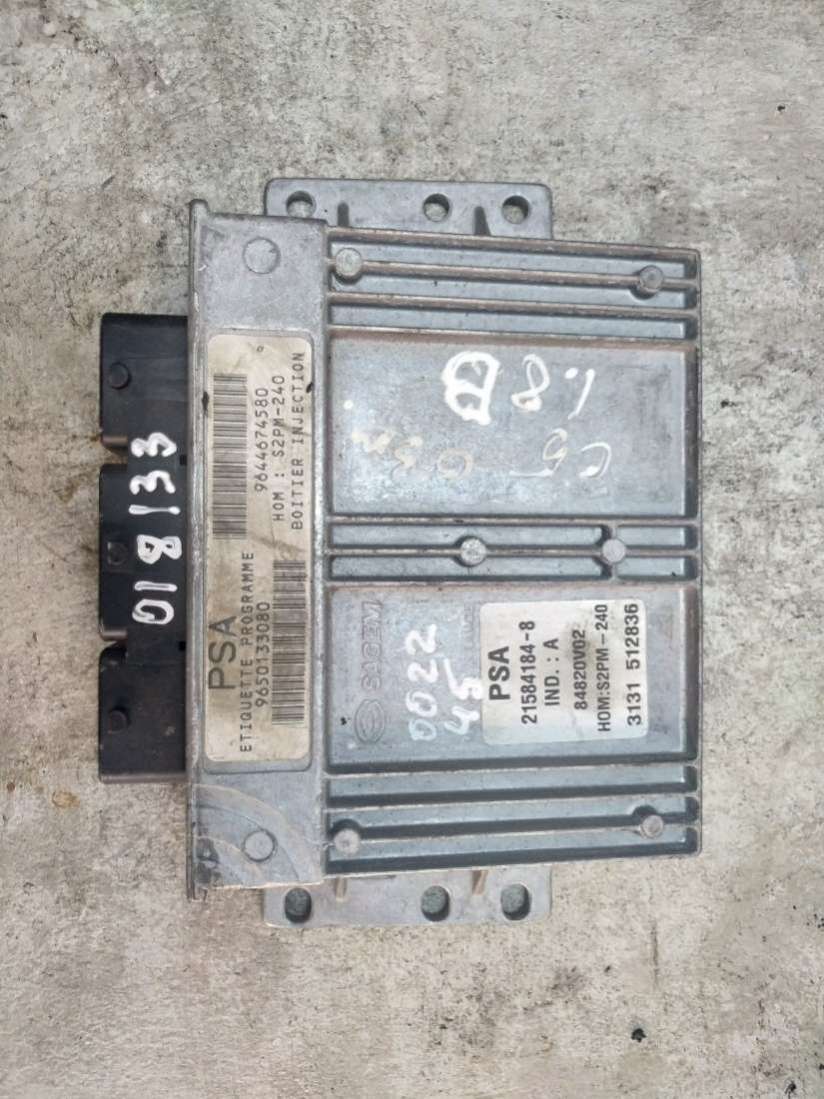 PSA
ETIQUETTE PROGRAMME
9650133080
9644674580
HOM : S2PM-240
BOITIER INJECTION
018133
SAGEM
0022
45
PSA
21584184-8
IND. : A
84820V02
HOM:S2PM-240
3131 512836
1.8
C5